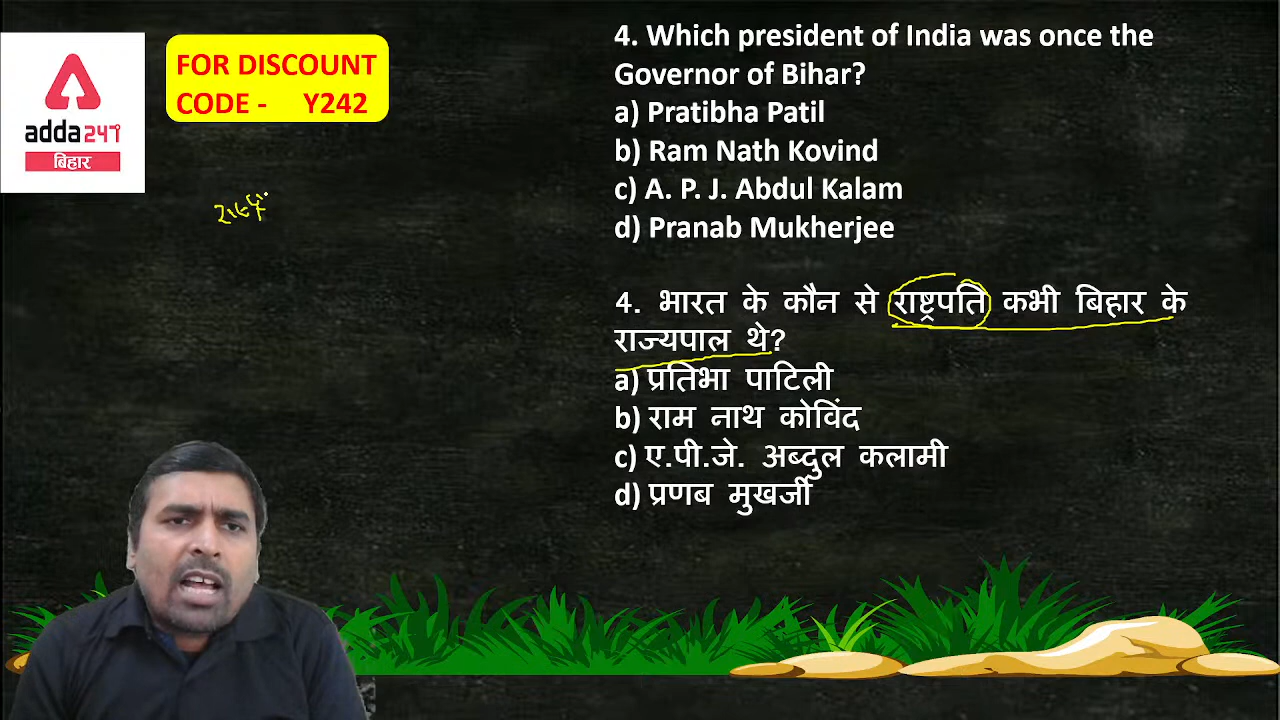 adda247
बिहार
FOR DISCOUNT
CODE - Y242
4. Which president of India was once the
Governor of Bihar?
a) Pratibha Patil
b) Ram Nath Kovind
c) A. P. J. Abdul Kalam
d) Pranab Mukherjee
4. भारत के कौन से राष्ट्रपति कभी बिहार के
राज्यपाल थे?
a) प्रतिभा पाटिली
b) राम नाथ कोविंद
c) ए.पी.जे. अब्दुल कलामी
d) प्रणब मुखर्जी